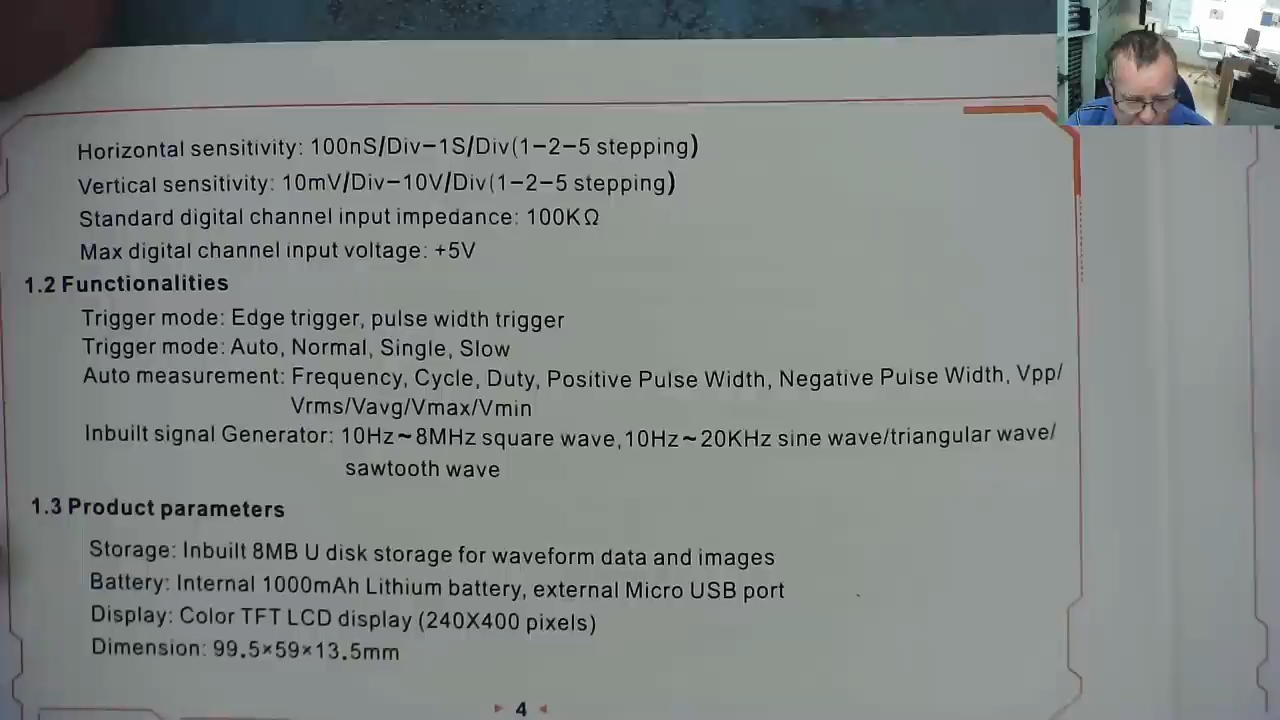 Horizontal sensitivity: 100nS/Div-1S/Div(1-2-5 stepping)
Vertical sensitivity: 10mV/Div-10V/Div(1-2-5 stepping)
Standard digital channel input impedance: 100KΩ
Max digital channel input voltage: +5V
1.2 Functionalities
Trigger mode: Edge trigger, pulse width trigger
Trigger mode: Auto, Normal, Single, Slow
Auto measurement: Frequency, Cycle, Duty, Positive Pulse Width, Negative Pulse Width, Vpp/
Vrms/Vavg/Vmax/Vmin
Inbuilt signal Generator: 10Hz~8MHz square wave, 10Hz~20KHz sine wave/triangular wave/
sawtooth wave
1.3 Product parameters
Storage: Inbuilt 8MB U disk storage for waveform data and images
Battery: Internal 1000mAh Lithium battery, external Micro USB port
Display: Color TFT LCD display (240X400 pixels)
Dimension: 99.5×59×13.5mm
4